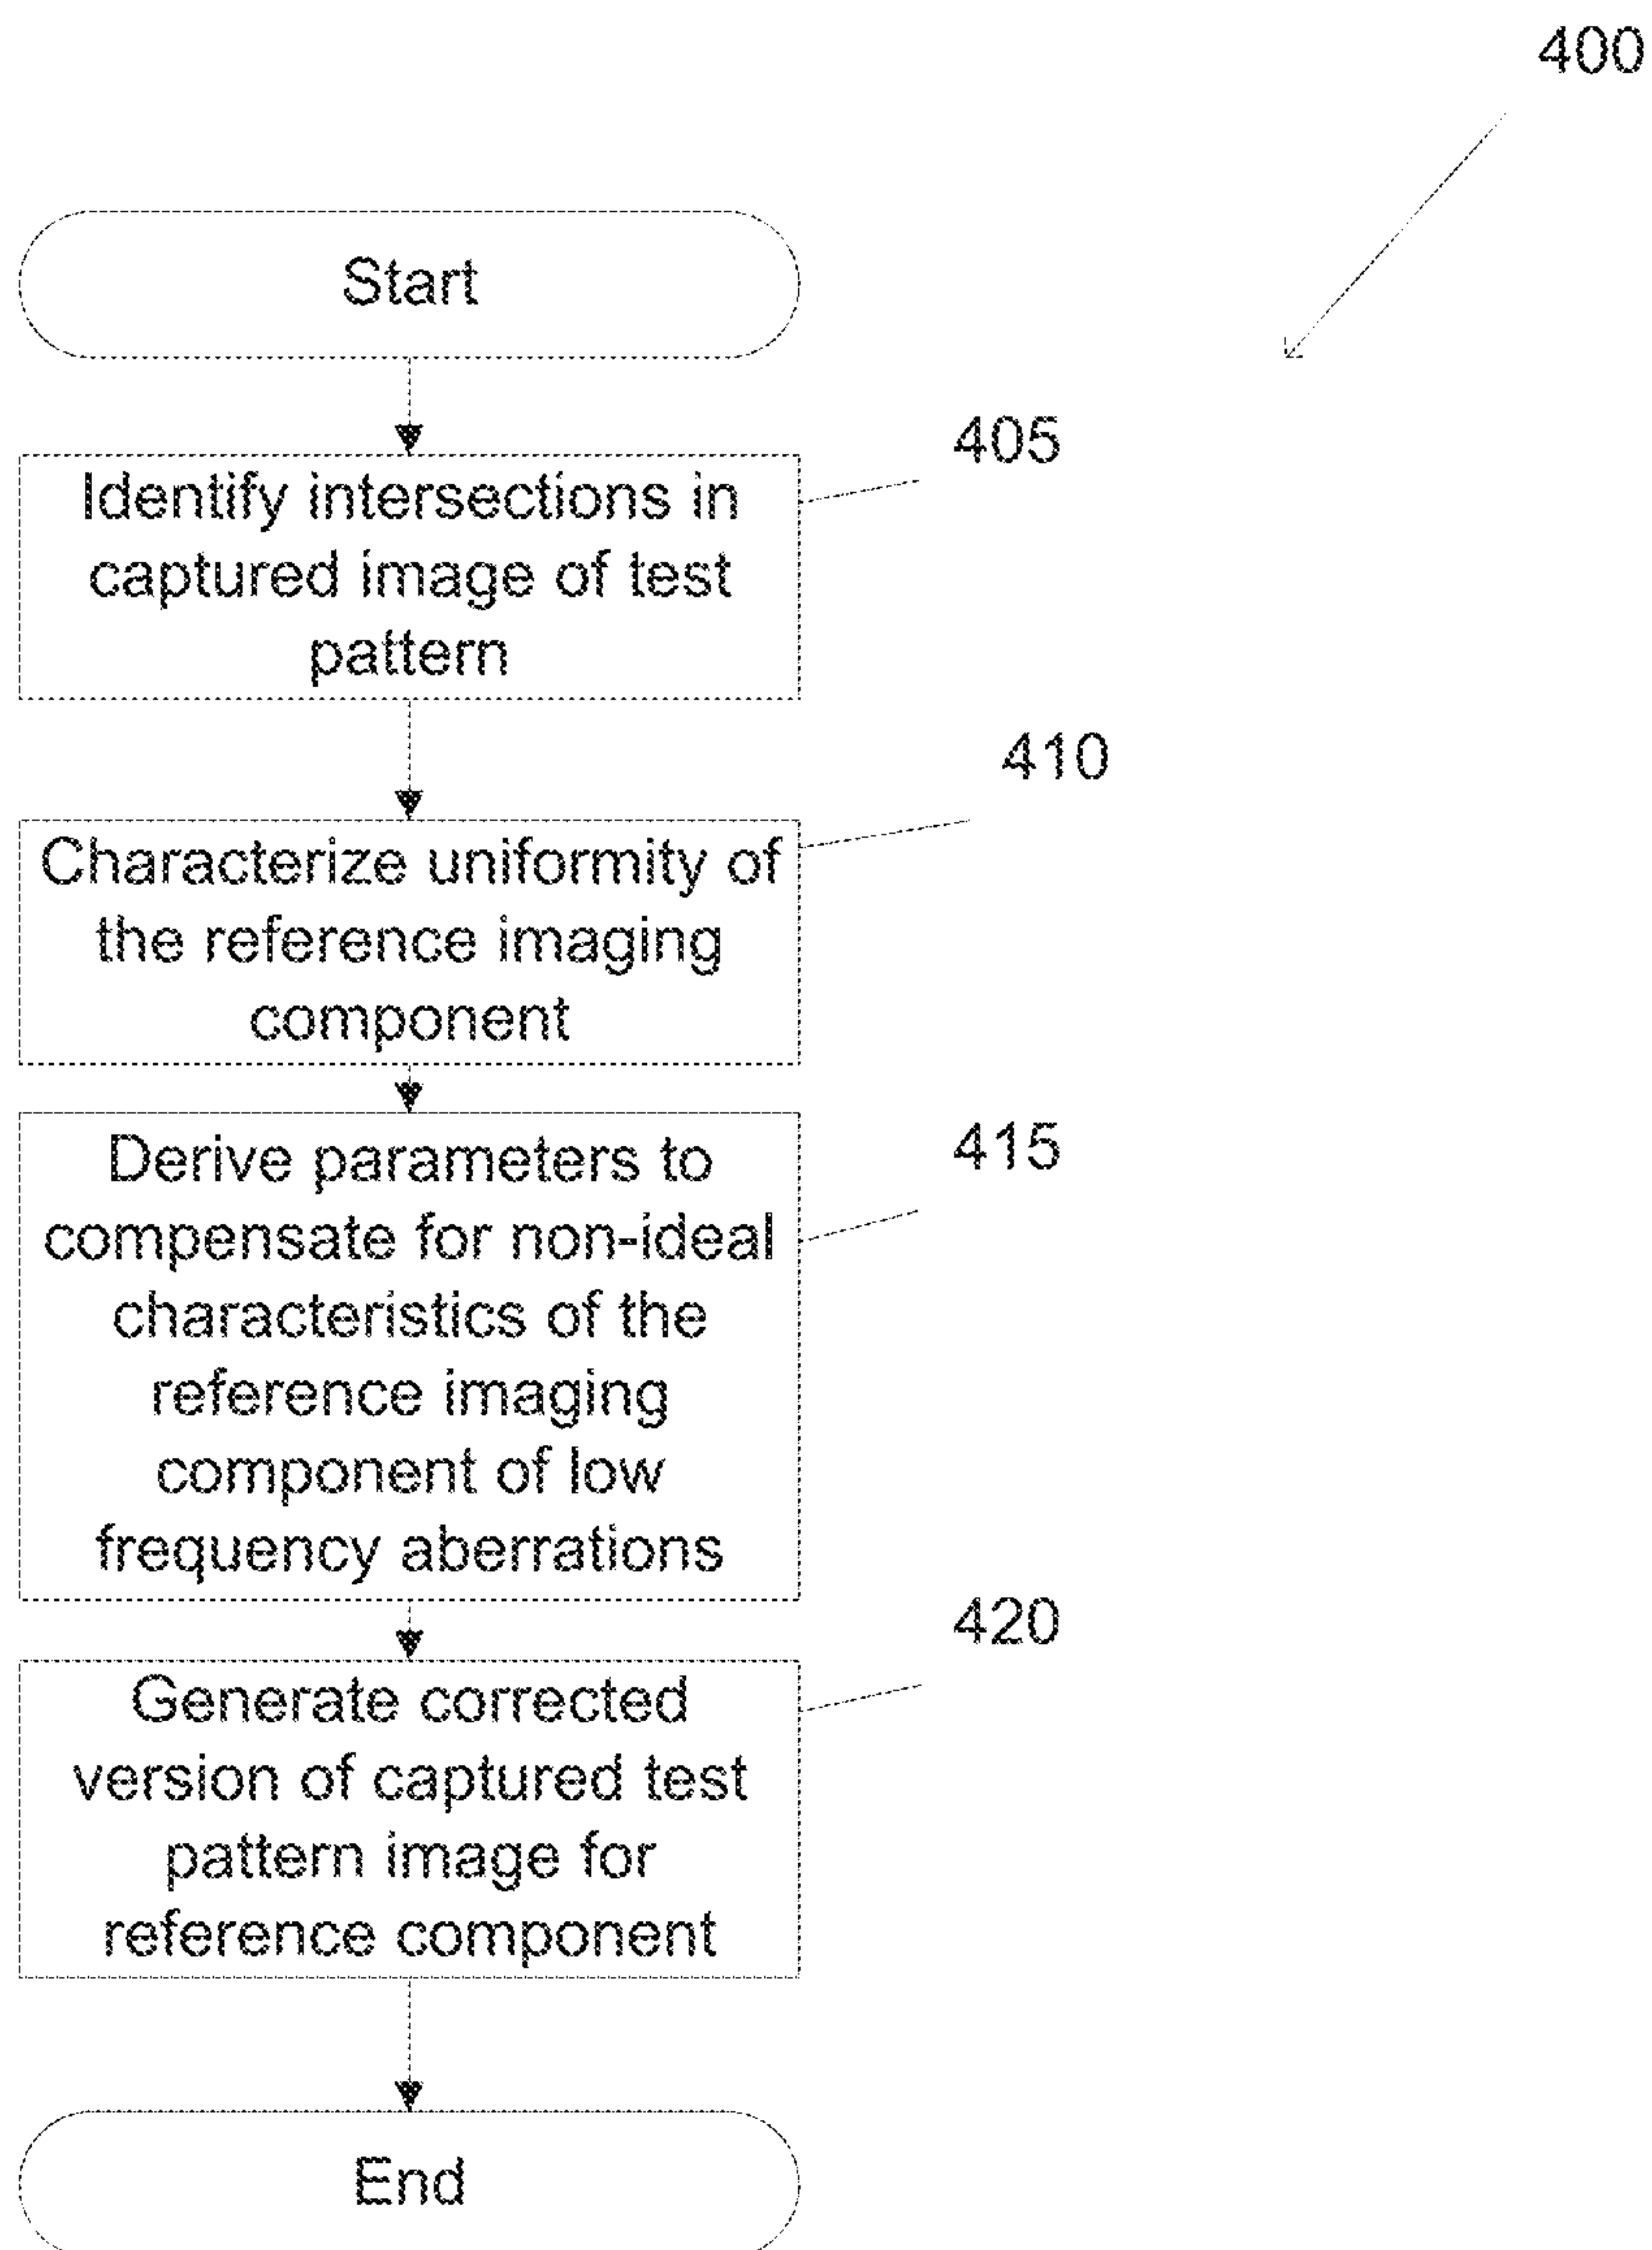 400
Start
405
Identify intersections in
captured image of test
pattern
410
Characterize uniformity of
the reference imaging
component
415
Derive parameters to
compensate for non-ideal
characteristics of the
reference imaging
component of low
frequency aberrations
420
Generate corrected
version of captured test
pattern image for
reference component
End